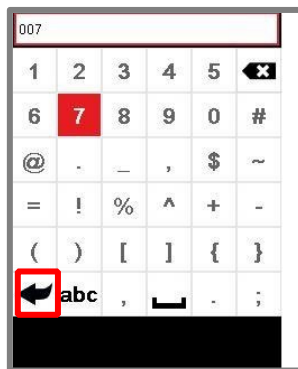 007
1 2 3 4 5
6 7 8 9 0 #
@ . _ , $ ~
= ! % ^ + -
( ) [ ] { }
abc , . ;